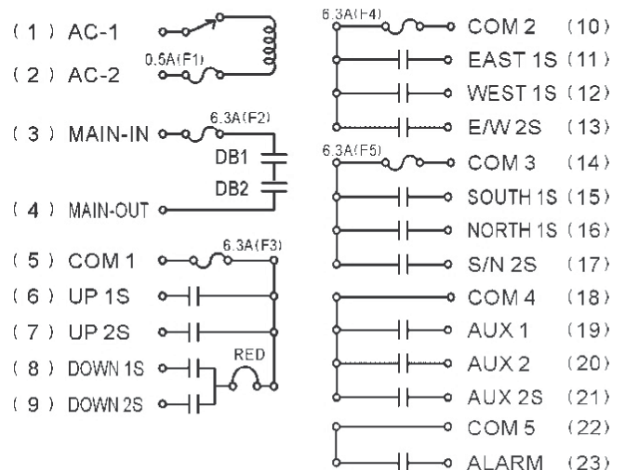 ( 1 ) AC-1
0.5A(F1)
( 2 ) AC-2
6.3A(F2)
( 3 ) MAIN-IN
DB1
DB2
( 4 ) MAIN-OUT
6.3A(F3)
( 5 ) COM 1
( 6 ) UP 1S
( 7 ) UP 2S
RED
( 8 ) DOWN 1S
( 9 ) DOWN 2S
6.3A(F4)
COM 2 (10)
EAST 1S (11)
WEST 1S (12)
E/W 2S (13)
6.3A(F5)
COM 3 (14)
SOUTH 1S (15)
NORTH 1S (16)
S/N 2S (17)
COM 4 (18)
AUX 1 (19)
AUX 2 (20)
AUX 2S (21)
COM 5 (22)
ALARM (23)